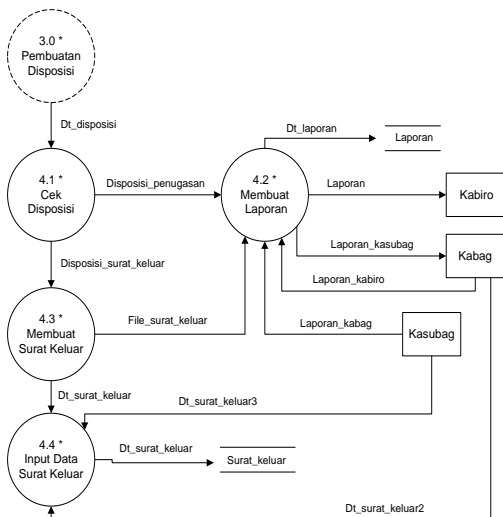 3.0 *
Pembuatan
Disposisi
Dt_disposisi
Dt_laporan
Laporan
4.1 *
Cek
Disposisi
Disposisi_penugasan
4.2 *
Membuat
Laporan
Laporan
Kabiro
Laporan_kasubag
Kabag
Disposisi_surat_keluar
Laporan_kabiro
4.3 *
Membuat
Surat Keluar
File_surat_keluar
Laporan_kabag
Kasubag
Dt_surat_keluar
Dt_surat_keluar3
4.4 *
Input Data
Surat Keluar
Dt_surat_keluar
Surat_keluar
Dt_surat_keluar2